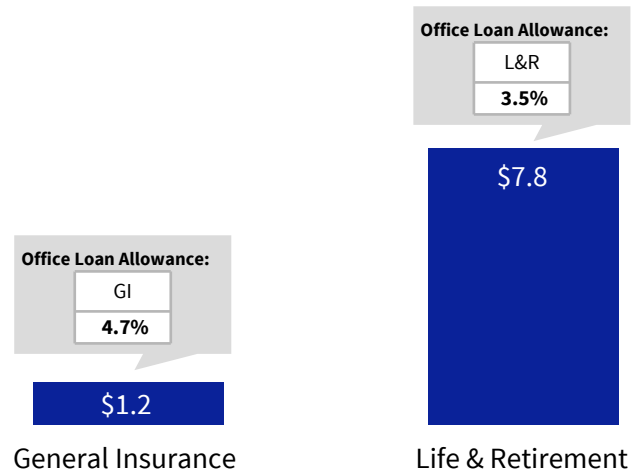 Office Loan Allowance:
L&R
3.5%
$7.8
Office Loan Allowance:
GI
4.7%
$1.2
General Insurance
Life & Retirement